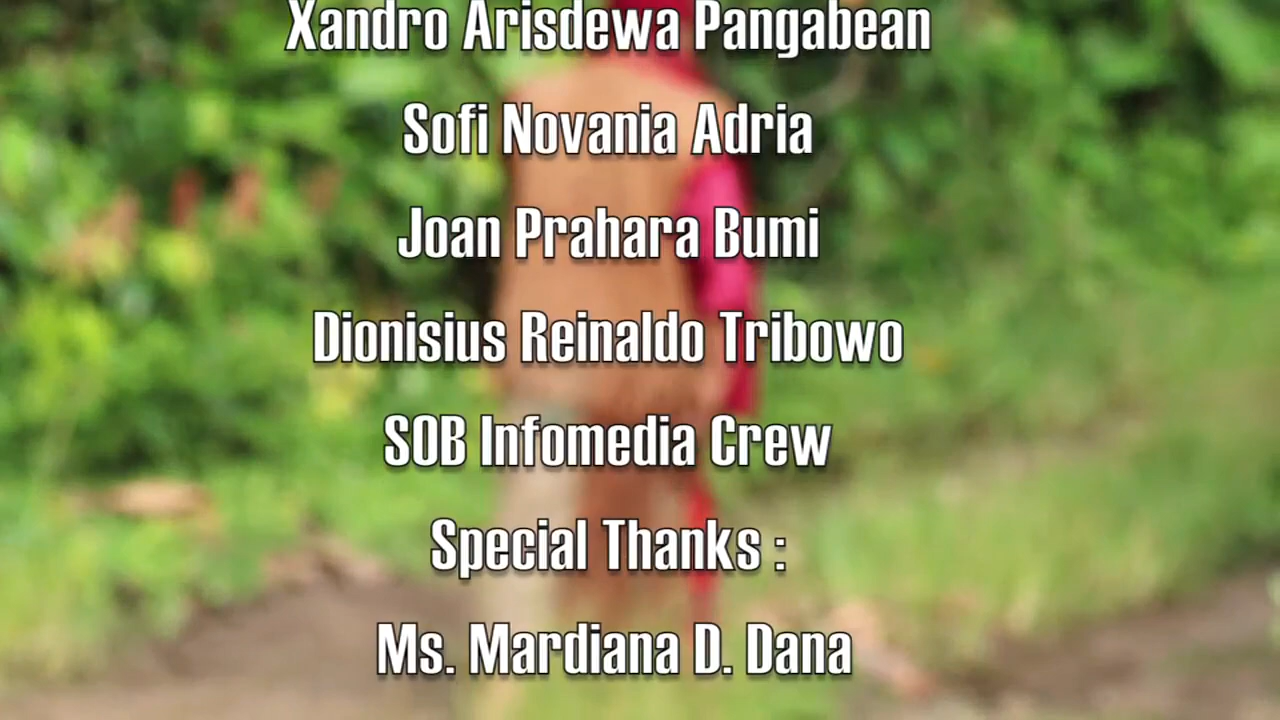 Xandro Arisdewa Pangabean
Sofi Novania Adria
Joan Prahara Bumi
Dionisius Reinaldo Tribowo
SOB Infomedia Crew
Special Thanks :
Ms. Mardiana D. Dana